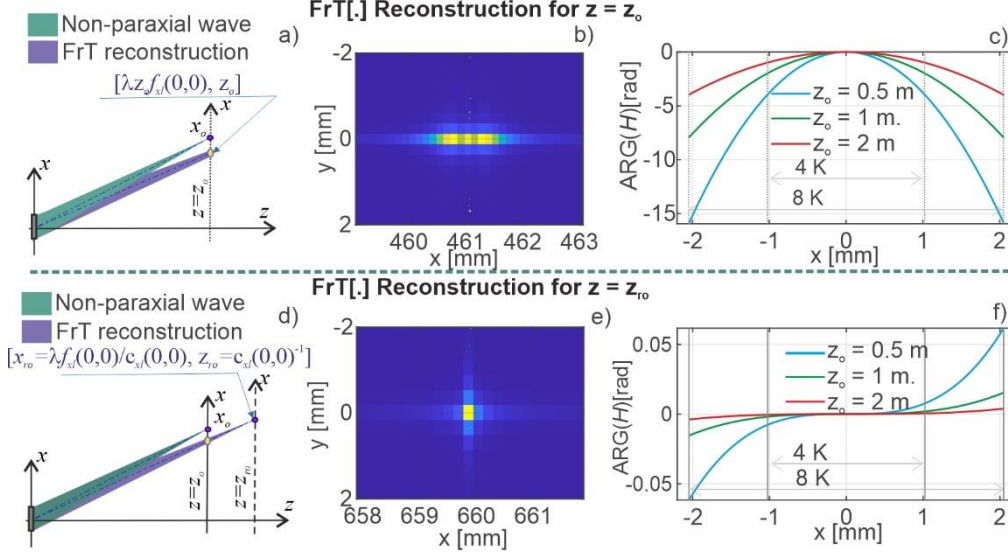 FrT[.] Reconstruction for z = z_o
Non-paraxial wave
FrT reconstruction
[λz_o f_xl(0,0), z_o]
a)
x
x_o
x
z=z_o
z
b)
-2
0
2
y [mm]
460 461 462 463
x [mm]
c)
0
-5
-10
-15
ARG(H)[rad]
z_o = 0.5 m
z_o = 1 m.
z_o = 2 m
4 K
8 K
-2 -1 0 1 2
x [mm]
FrT[.] Reconstruction for z = z_ro
Non-paraxial wave
FrT reconstruction
[x_ro=λf_xl(0,0)/c_xl(0,0), z_ro=c_xl(0,0)⁻¹]
d)
x
x
x_o
x
z=z_o
z=z_ro
z
e)
-2
0
2
y [mm]
658 659 660 661
x [mm]
f)
0.05
0
-0.05
ARG(H)[rad]
z_o = 0.5 m
z_o = 1 m.
z_o = 2 m
4 K
8 K
-2 -1 0 1 2
x [mm]